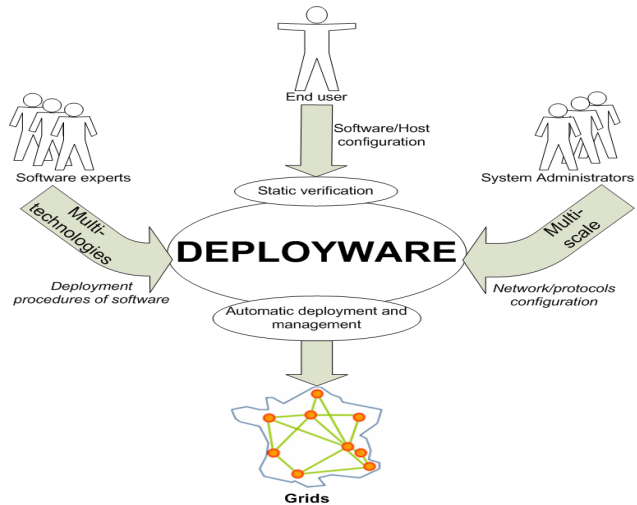 End user
Software/Host
configuration
Software experts
System Administrators
Static verification
Multi-
technologies
DEPLOYWARE
Multi-
scale
Deployment
procedures of software
Network/protocols
configuration
Automatic deployment and
management
Grids